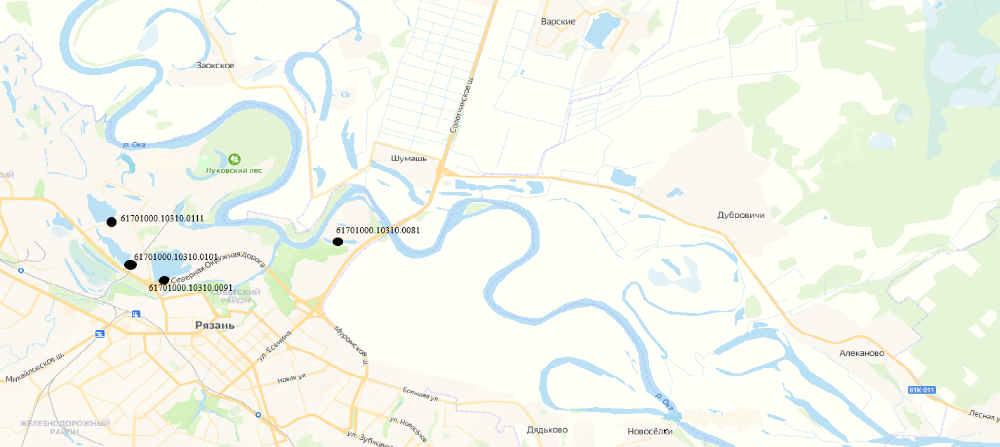 Варские
Заокское
Солотчинское ш.
р. Ока
Шумашь
Луковский лес
Дубровичи
61701000.10310.0111
61701000.10310.0081
61701000.10310.0101
Северная Окружная дорога
61701000.10310.0091
СОВЕТСКИЙ
РАЙОН
Рязань
Муромское ш.
ул. Есенина
Михайловское ш.
Новая ул
Алеканово
61К-011
Большая ул.
р. Ока
Лесная у
ЖЕЛЕЗНОДОРОЖНЫЙ
РАЙОН
ул. Новосёлов
ул. Зубковой
Дядьково
Новосёлки